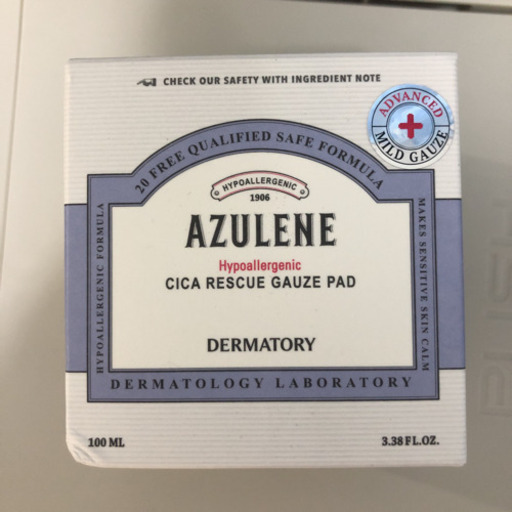 CHECK OUR SAFETY WITH INGREDIENT NOTE
ADVANCED
MILD GAUZE
20 FREE QUALIFIED SAFE FORMULA
HYPOALLERGENIC
1906
AZULENE
Hypoallergenic
CICA RESCUE GAUZE PAD
DERMATORY
HYPOALLERGENIC FORMULA
MAKES SENSITIVE SKIN CALM
DERMATOLOGY LABORATORY
100 ML
3.38 FL.OZ.